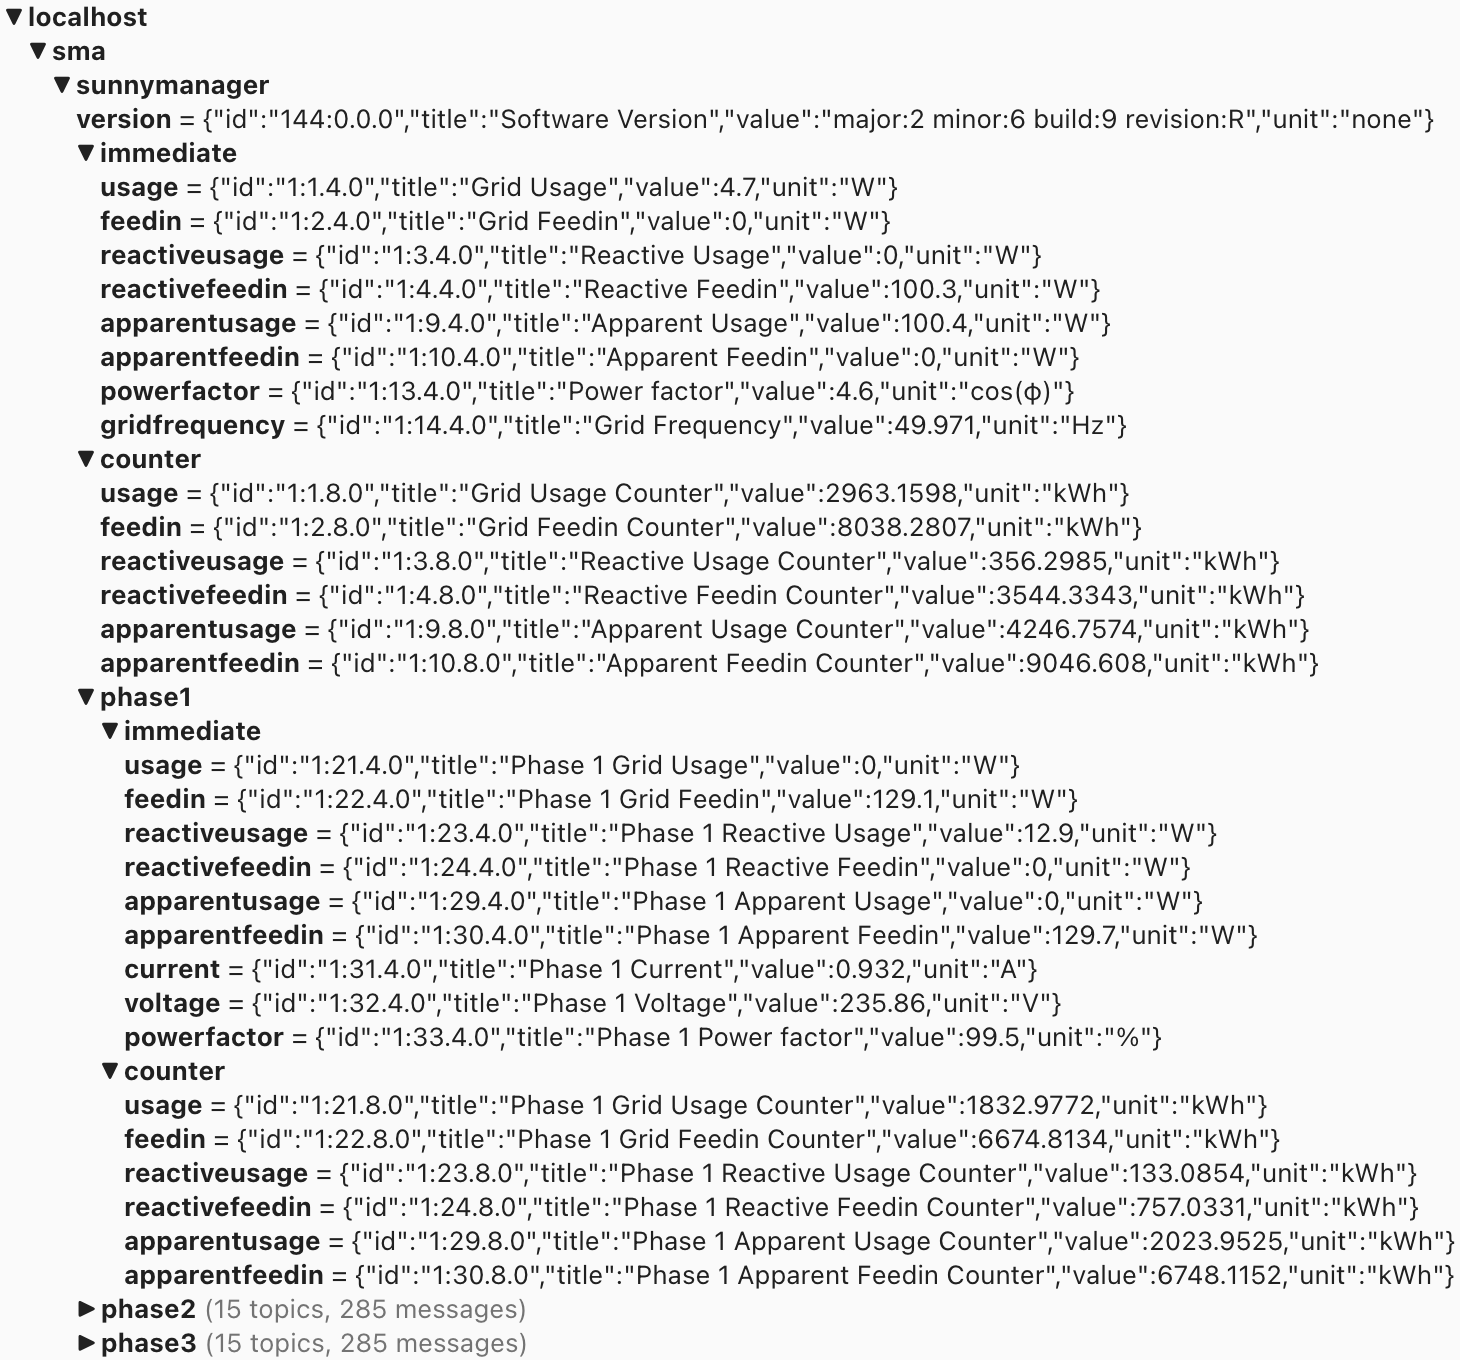 ▼ localhost
▼ sma
▼ sunnymanager
version = {"id":"144:0.0.0","title":"Software Version","value":"major:2 minor:6 build:9 revision:R","unit":"none"}
▼ immediate
usage = {"id":"1:1.4.0","title":"Grid Usage","value":4.7,"unit":"W"}
feedin = {"id":"1:2.4.0","title":"Grid Feedin","value":0,"unit":"W"}
reactiveusage = {"id":"1:3.4.0","title":"Reactive Usage","value":0,"unit":"W"}
reactivefeedin = {"id":"1:4.4.0","title":"Reactive Feedin","value":100.3,"unit":"W"}
apparentusage = {"id":"1:9.4.0","title":"Apparent Usage","value":100.4,"unit":"W"}
apparentfeedin = {"id":"1:10.4.0","title":"Apparent Feedin","value":0,"unit":"W"}
powerfactor = {"id":"1:13.4.0","title":"Power factor","value":4.6,"unit":"cos(φ)"}
gridfrequency = {"id":"1:14.4.0","title":"Grid Frequency","value":49.971,"unit":"Hz"}
▼ counter
usage = {"id":"1:1.8.0","title":"Grid Usage Counter","value":2963.1598,"unit":"kWh"}
feedin = {"id":"1:2.8.0","title":"Grid Feedin Counter","value":8038.2807,"unit":"kWh"}
reactiveusage = {"id":"1:3.8.0","title":"Reactive Usage Counter","value":356.2985,"unit":"kWh"}
reactivefeedin = {"id":"1:4.8.0","title":"Reactive Feedin Counter","value":3544.3343,"unit":"kWh"}
apparentusage = {"id":"1:9.8.0","title":"Apparent Usage Counter","value":4246.7574,"unit":"kWh"}
apparentfeedin = {"id":"1:10.8.0","title":"Apparent Feedin Counter","value":9046.608,"unit":"kWh"}
▼ phase1
▼ immediate
usage = {"id":"1:21.4.0","title":"Phase 1 Grid Usage","value":0,"unit":"W"}
feedin = {"id":"1:22.4.0","title":"Phase 1 Grid Feedin","value":129.1,"unit":"W"}
reactiveusage = {"id":"1:23.4.0","title":"Phase 1 Reactive Usage","value":12.9,"unit":"W"}
reactivefeedin = {"id":"1:24.4.0","title":"Phase 1 Reactive Feedin","value":0,"unit":"W"}
apparentusage = {"id":"1:29.4.0","title":"Phase 1 Apparent Usage","value":0,"unit":"W"}
apparentfeedin = {"id":"1:30.4.0","title":"Phase 1 Apparent Feedin","value":129.7,"unit":"W"}
current = {"id":"1:31.4.0","title":"Phase 1 Current","value":0.932,"unit":"A"}
voltage = {"id":"1:32.4.0","title":"Phase 1 Voltage","value":235.86,"unit":"V"}
powerfactor = {"id":"1:33.4.0","title":"Phase 1 Power factor","value":99.5,"unit":"%"}
▼ counter
usage = {"id":"1:21.8.0","title":"Phase 1 Grid Usage Counter","value":1832.9772,"unit":"kWh"}
feedin = {"id":"1:22.8.0","title":"Phase 1 Grid Feedin Counter","value":6674.8134,"unit":"kWh"}
reactiveusage = {"id":"1:23.8.0","title":"Phase 1 Reactive Usage Counter","value":133.0854,"unit":"kWh"}
reactivefeedin = {"id":"1:24.8.0","title":"Phase 1 Reactive Feedin Counter","value":757.0331,"unit":"kWh"}
apparentusage = {"id":"1:29.8.0","title":"Phase 1 Apparent Usage Counter","value":2023.9525,"unit":"kWh"}
apparentfeedin = {"id":"1:30.8.0","title":"Phase 1 Apparent Feedin Counter","value":6748.1152,"unit":"kWh"}
▶ phase2 (15 topics, 285 messages)
▶ phase3 (15 topics, 285 messages)